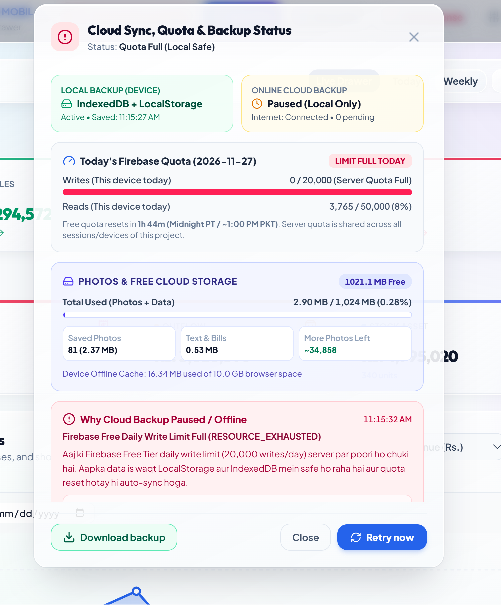 Cloud Sync, Quota & Backup Status
Status: Quota Full (Local Safe)
LOCAL BACKUP (DEVICE)
IndexedDB + LocalStorage
Active • Saved: 11:15:27 AM
ONLINE CLOUD BACKUP
Paused (Local Only)
Internet: Connected • 0 pending
Weekly
Today's Firebase Quota (2026-11-27)
LIMIT FULL TODAY
Writes (This device today)
0 / 20,000 (Server Quota Full)
Reads (This device today)
3,765 / 50,000 (8%)
Free quota resets in 1h 44m (Midnight PT / ~1:00 PM PKT). Server quota is shared across all
sessions/devices of this project.
LES
294,572
PHOTOS & FREE CLOUD STORAGE
1021.1 MB Free
Total Used (Photos + Data)
2.90 MB / 1,024 MB (0.28%)
Saved Photos
81 (2.37 MB)
Text & Bills
0.53 MB
More Photos Left
~34,858
Device Offline Cache: 16.34 MB used of 10.0 GB browser space
Why Cloud Backup Paused / Offline
11:15:32 AM
Firebase Free Daily Write Limit Full (RESOURCE_EXHAUSTED)
Aaj ki Firebase Free Tier daily write limit (20,000 writes/day) server par poori ho chuki
hai. Aapka data is waqt LocalStorage aur IndexedDB mein safe ho raha hai aur quota
reset hotay hi auto-sync hoga.
(Rs.)
mm/dd/yyyy
Download backup
Close
Retry now